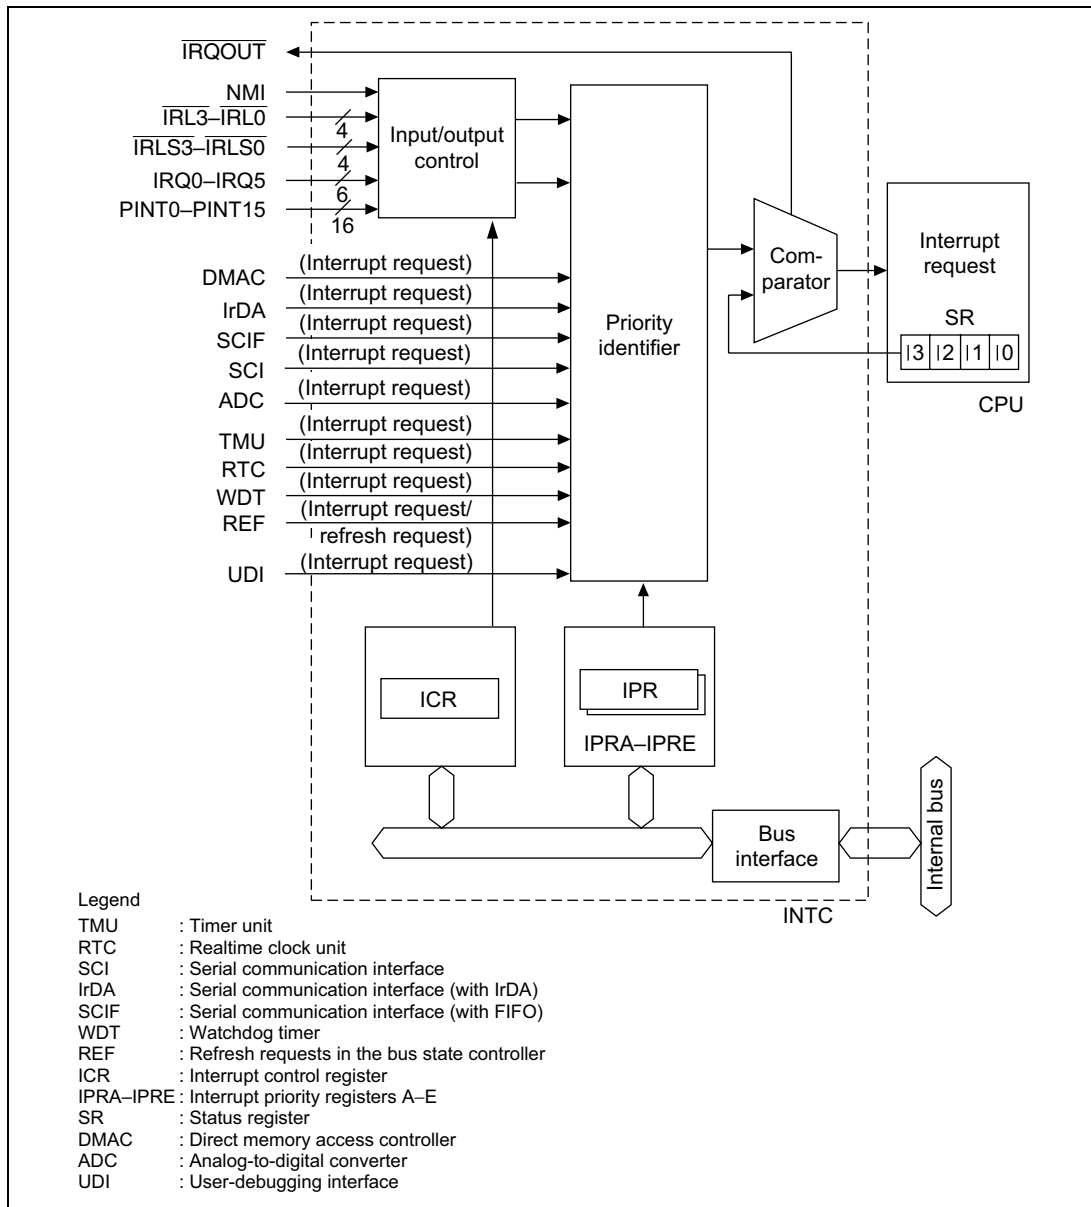 IRQOUT
NMI
IRL3–IRL0
4
IRLS3–IRLS0
4
IRQ0–IRQ5
6
PINT0–PINT15
16
Input/output
control
DMAC
(Interrupt request)
IrDA
(Interrupt request)
SCIF
(Interrupt request)
SCI
(Interrupt request)
ADC
(Interrupt request)
TMU
(Interrupt request)
RTC
(Interrupt request)
WDT
(Interrupt request)
REF
(Interrupt request/
refresh request)
UDI
(Interrupt request)
Priority
identifier
Com-
parator
Interrupt
request
SR
I3 I2 I1 I0
CPU
ICR
IPR
IPRA–IPRE
Bus
interface
Internal bus
INTC
Legend
TMU : Timer unit
RTC : Realtime clock unit
SCI : Serial communication interface
IrDA : Serial communication interface (with IrDA)
SCIF : Serial communication interface (with FIFO)
WDT : Watchdog timer
REF : Refresh requests in the bus state controller
ICR : Interrupt control register
IPRA–IPRE : Interrupt priority registers A–E
SR : Status register
DMAC : Direct memory access controller
ADC : Analog-to-digital converter
UDI : User-debugging interface